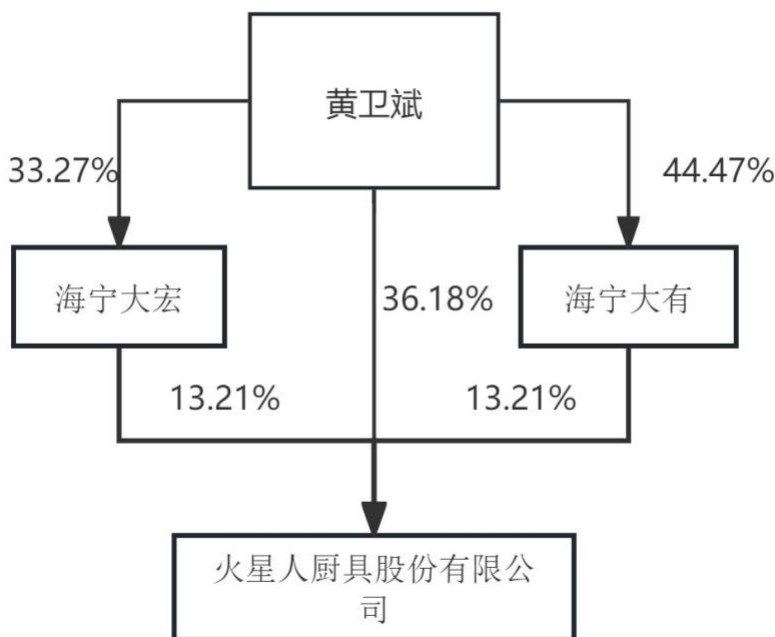 黄卫斌
33.27%
44.47%
海宁大宏
36.18%
海宁大有
13.21%
13.21%
火星人厨具股份有限公
司